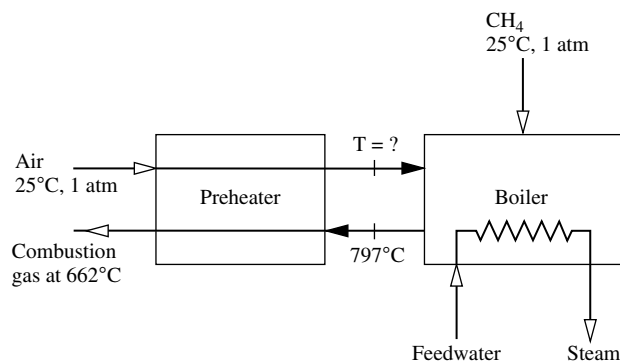 CH4
25°C, 1 atm
T = ?
Air
25°C, 1 atm
Preheater
Boiler
Combustion
gas at 662°C
797°C
Feedwater
Steam